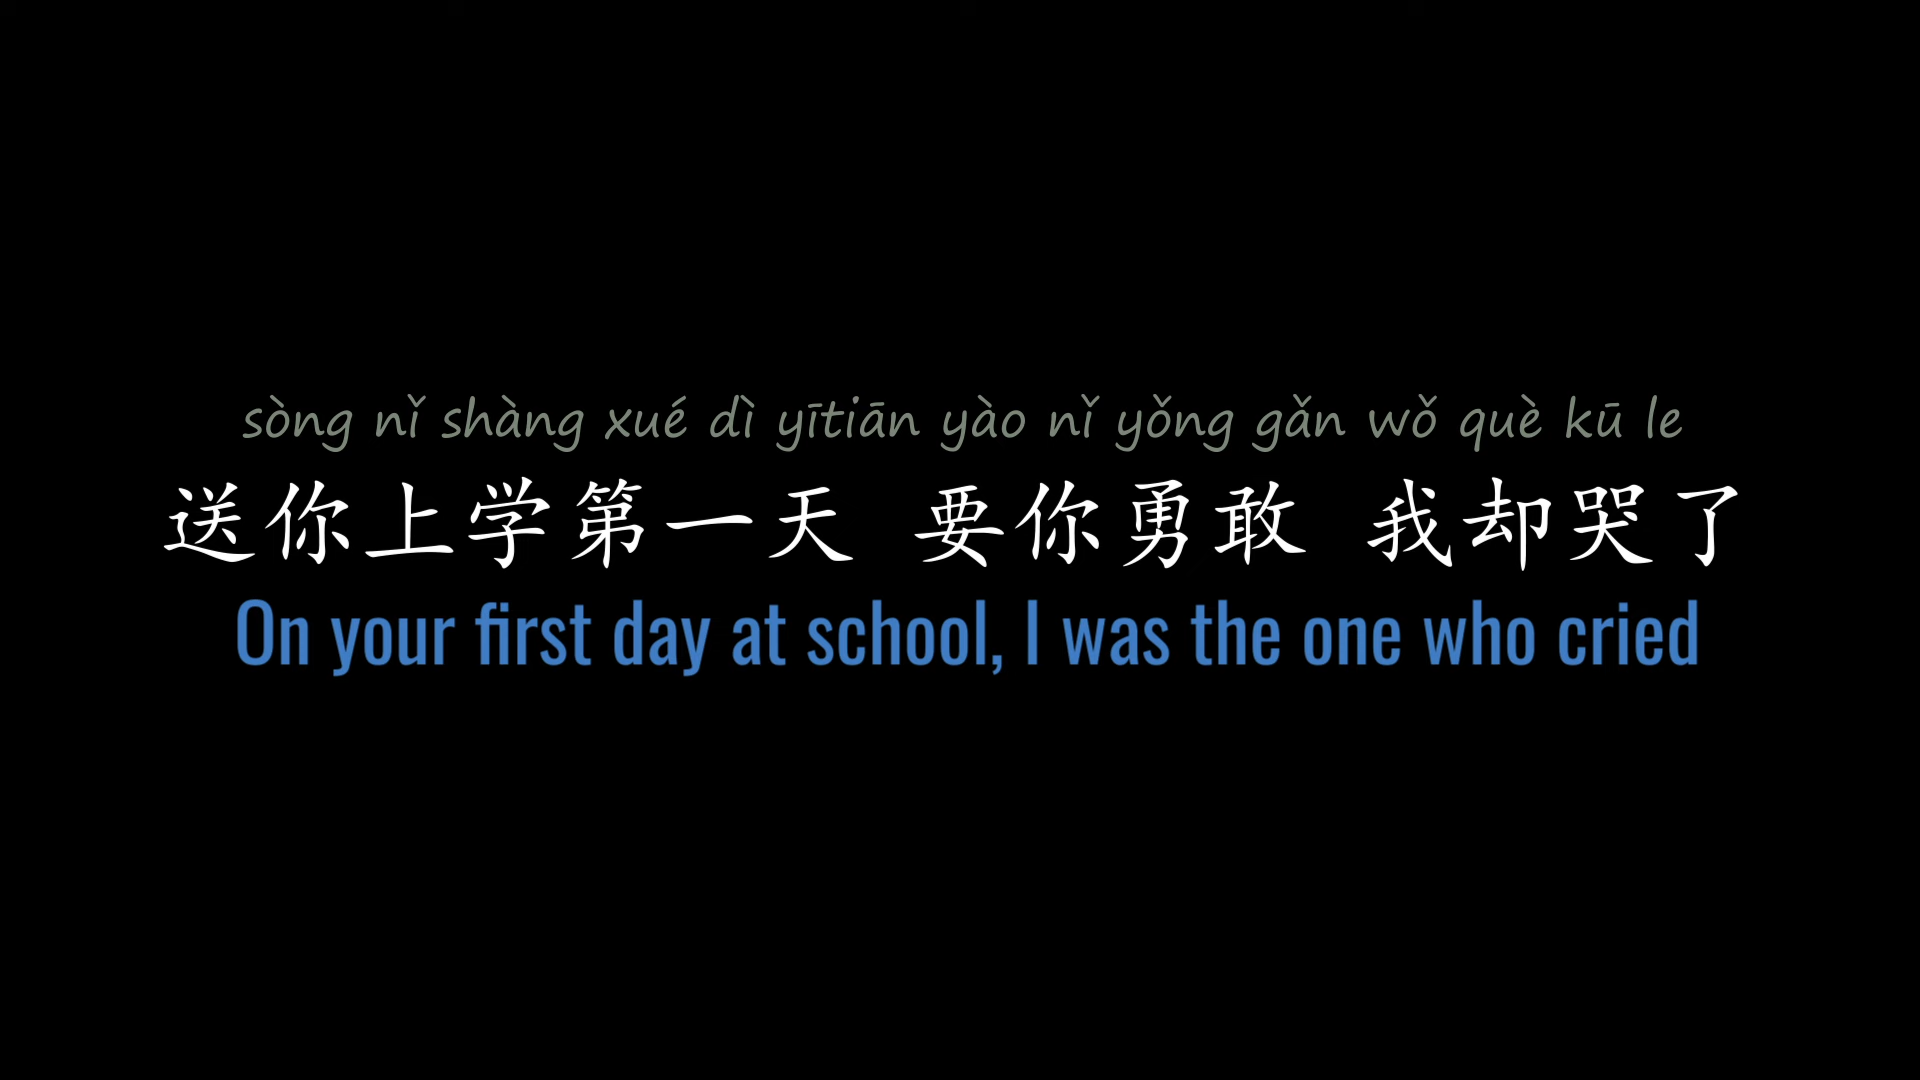 sòng nǐ shàng xué dì yītiān yào nǐ yǒng gǎn wǒ què kū le
送你上学第一天 要你勇敢 我却哭了
On your first day at school, I was the one who cried